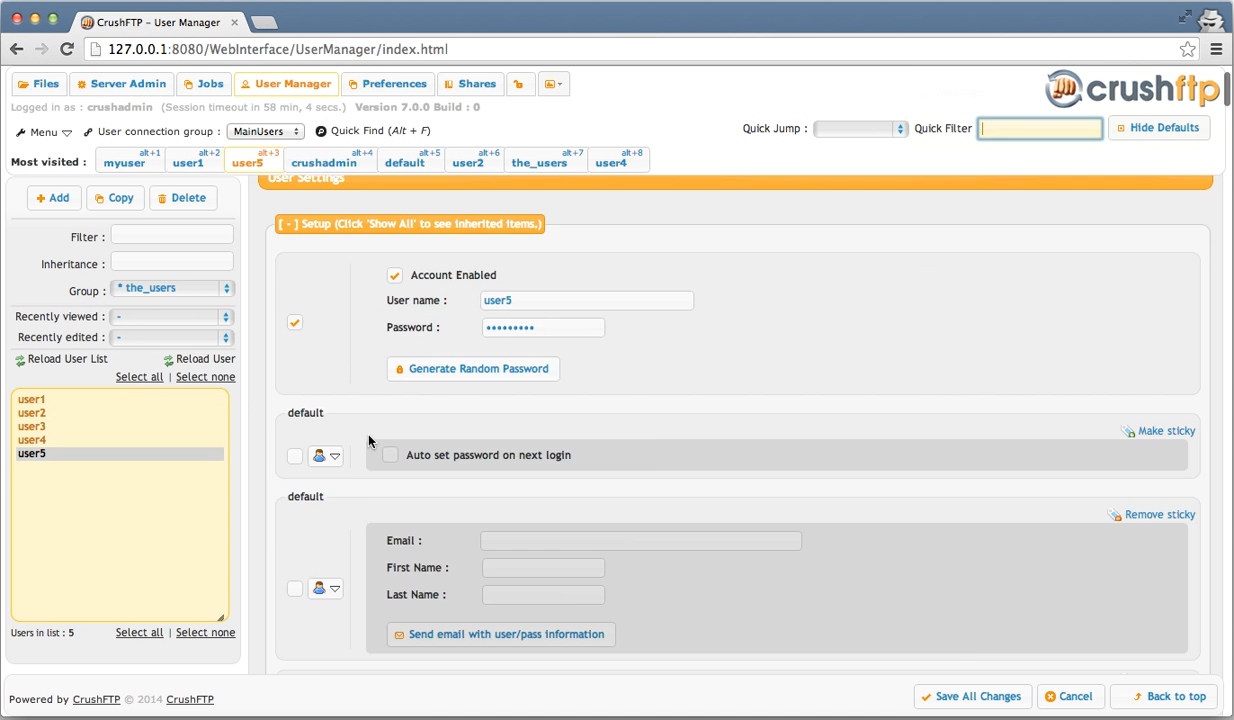 CrushFTP – User Manager
127.0.0.1:8080/WebInterface/UserManager/index.html
Files Server Admin Jobs User Manager Preferences Shares
crushftp
Logged in as : crushadmin (Session timeout in 58 min, 4 secs.) Version 7.0.0 Build : 0
Menu User connection group : MainUsers Quick Find (Alt + F)
Quick Jump : Quick Filter Hide Defaults
alt+1 alt+2 alt+3 alt+4 alt+5 alt+6 alt+7 alt+8
Most visited : myuser user1 user5 crushadmin default user2 the_users user4
User Settings
Add Copy Delete
Filter :
Inheritance :
Group : * the_users
Recently viewed : -
Recently edited : -
Reload User List Reload User
Select all | Select none
user1
user2
user3
user4
user5
Users in list : 5 Select all | Select none
[ - ] Setup (Click 'Show All' to see inherited items.)
Account Enabled
User name : user5
Password : •••••••••
Generate Random Password
default
Make sticky
Auto set password on next login
default
Remove sticky
Email :
First Name :
Last Name :
Send email with user/pass information
Powered by CrushFTP © 2014 CrushFTP
Save All Changes Cancel Back to top